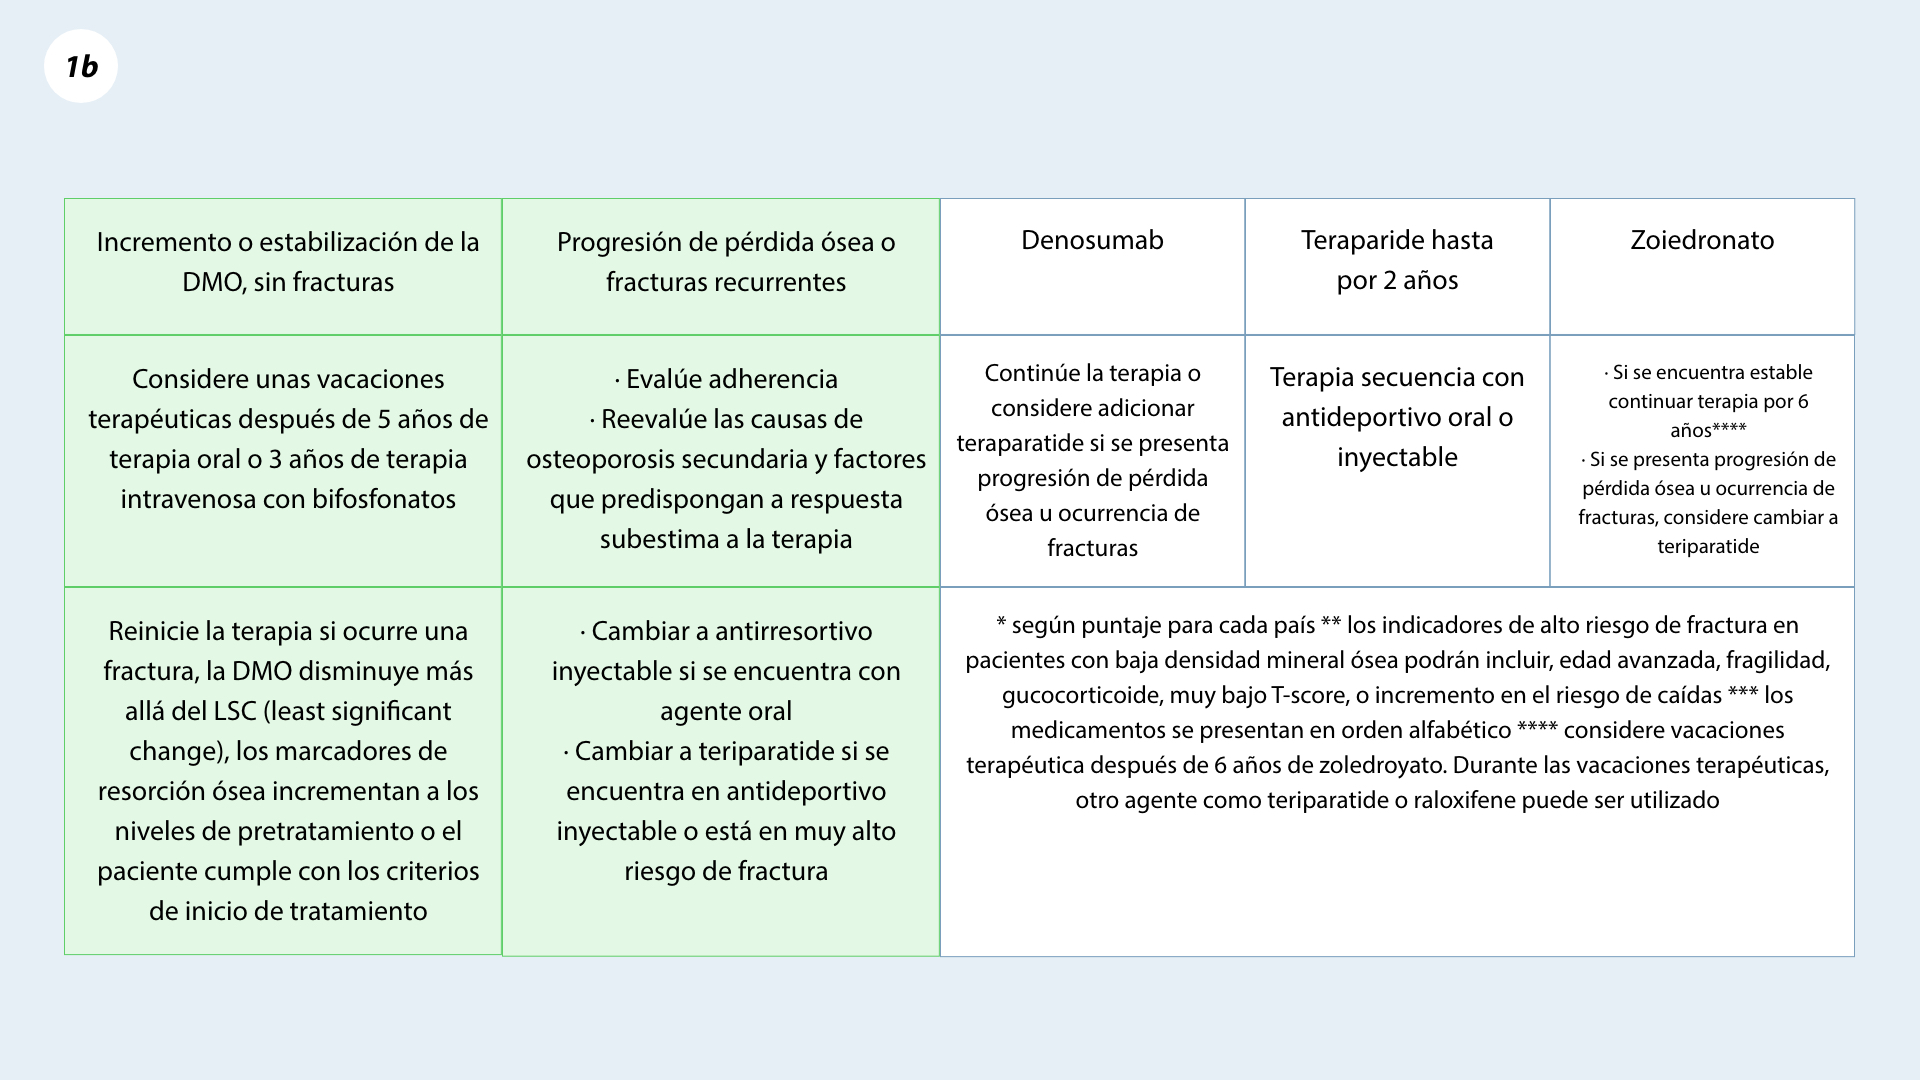 1b
Incremento o estabilización de la
DMO, sin fracturas
Progresión de pérdida ósea o
fracturas recurrentes
Denosumab
Teraparide hasta
por 2 años
Zoiedronato
Considere unas vacaciones
terapéuticas después de 5 años de
terapia oral o 3 años de terapia
intravenosa con bifosfonatos
· Evalúe adherencia
· Reevalúe las causas de
osteoporosis secundaria y factores
que predispongan a respuesta
subestima a la terapia
Continúe la terapia o
considere adicionar
teraparatide si se presenta
progresión de pérdida
ósea u ocurrencia de
fracturas
Terapia secuencia con
antideportivo oral o
inyectable
· Si se encuentra estable
continuar terapia por 6
años****
· Si se presenta progresión de
pérdida ósea u ocurrencia de
fracturas, considere cambiar a
teriparatide
Reinicie la terapia si ocurre una
fractura, la DMO disminuye más
allá del LSC (least significant
change), los marcadores de
resorción ósea incrementan a los
niveles de pretratamiento o el
paciente cumple con los criterios
de inicio de tratamiento
· Cambiar a antirresortivo
inyectable si se encuentra con
agente oral
· Cambiar a teriparatide si se
encuentra en antideportivo
inyectable o está en muy alto
riesgo de fractura
* según puntaje para cada país ** los indicadores de alto riesgo de fractura en
pacientes con baja densidad mineral ósea podrán incluir, edad avanzada, fragilidad,
gucocorticoide, muy bajo T-score, o incremento en el riesgo de caídas *** los
medicamentos se presentan en orden alfabético **** considere vacaciones
terapéutica después de 6 años de zoledroyato. Durante las vacaciones terapéuticas,
otro agente como teriparatide o raloxifene puede ser utilizado